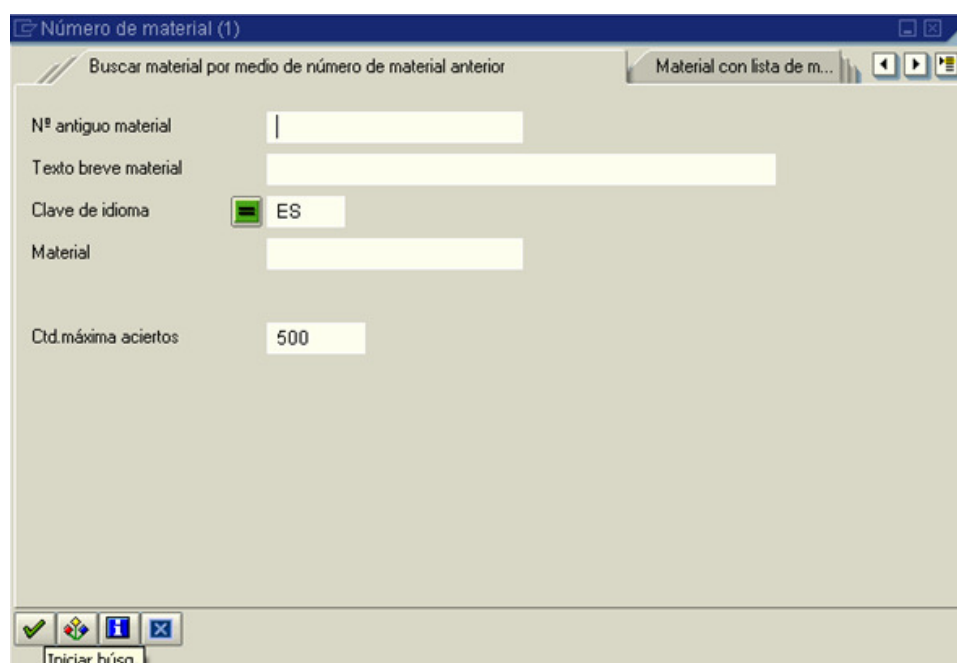 Número de material (1)
Buscar material por medio de número de material anterior
Material con lista de m...
Nº antiguo material
Texto breve material
Clave de idioma
ES
Material
Ctd.máxima aciertos
500
Iniciar búsq.